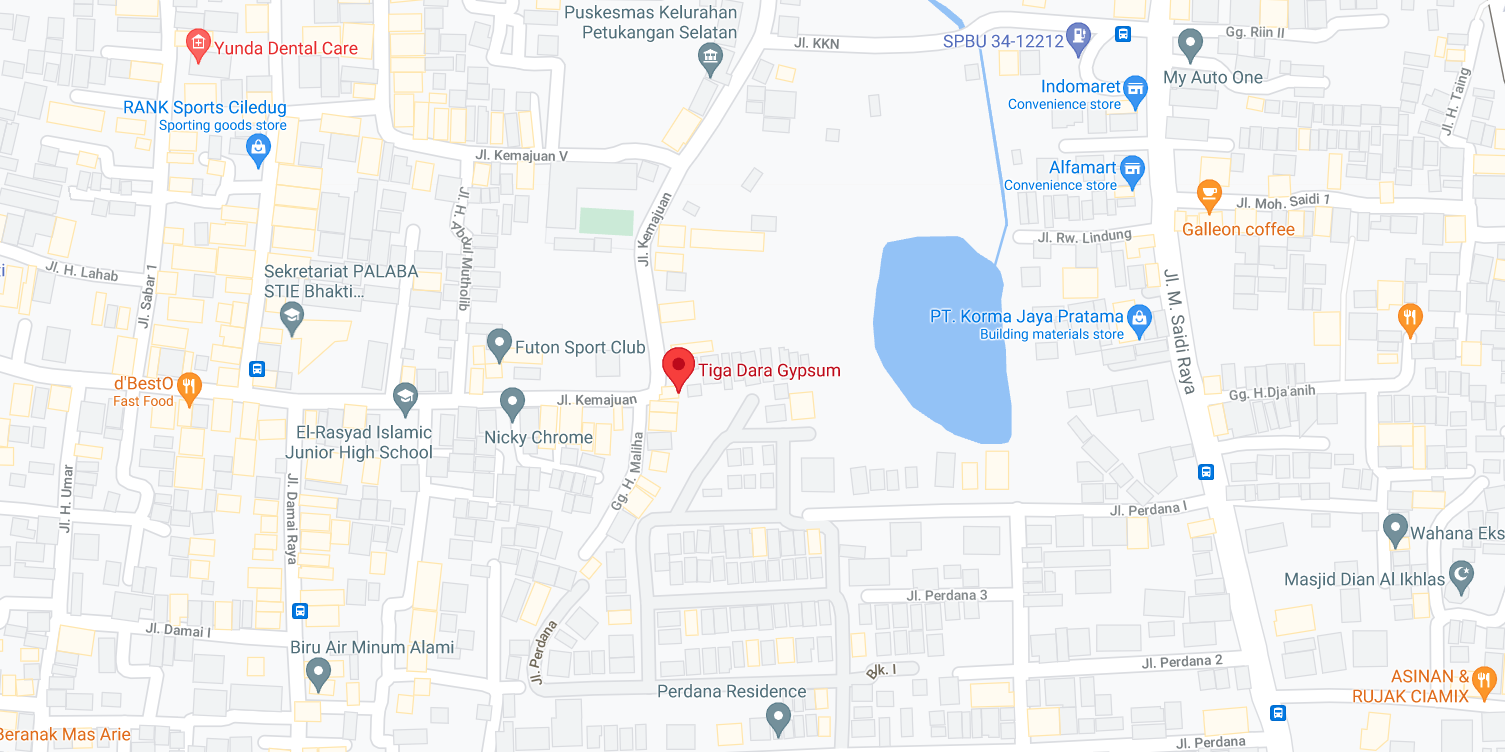 Puskesmas Kelurahan
Petukangan Selatan
Jl. KKN
SPBU 34-12212
Gg. Riin II
Yunda Dental Care
My Auto One
Indomaret
Convenience store
Jl. H. Taing
RANK Sports Ciledug
Sporting goods store
Jl. Kemajuan V
Alfamart
Convenience store
Jl. H. Abdul Mutholib
Jl. Kemajuan
Jl. Moh. Saidi 1
Galleon coffee
Jl. Rw. Lindung
Jl. H. Lahab
Sekretariat PALABA
STIE Bhakti...
Jl. Sabar 1
Jl. M. Saidi Raya
PT. Korma Jaya Pratama
Building materials store
Futon Sport Club
Tiga Dara Gypsum
d'BestO
Fast Food
Jl. Kemajuan
Gg. H.Dja'anih
El-Rasyad Islamic
Junior High School
Nicky Chrome
Gg. H. Maliha
Jl. H. Umar
Jl. Damai Raya
Jl. Perdana I
Wahana Eks
Masjid Dian Al Ikhlas
Jl. Perdana 3
Jl. Damai I
Biru Air Minum Alami
Jl. Perdana
Blk. I
Jl. Perdana 2
Perdana Residence
ASINAN &
RUJAK CIAMIX
Beranak Mas Arie
Jl. Perdana